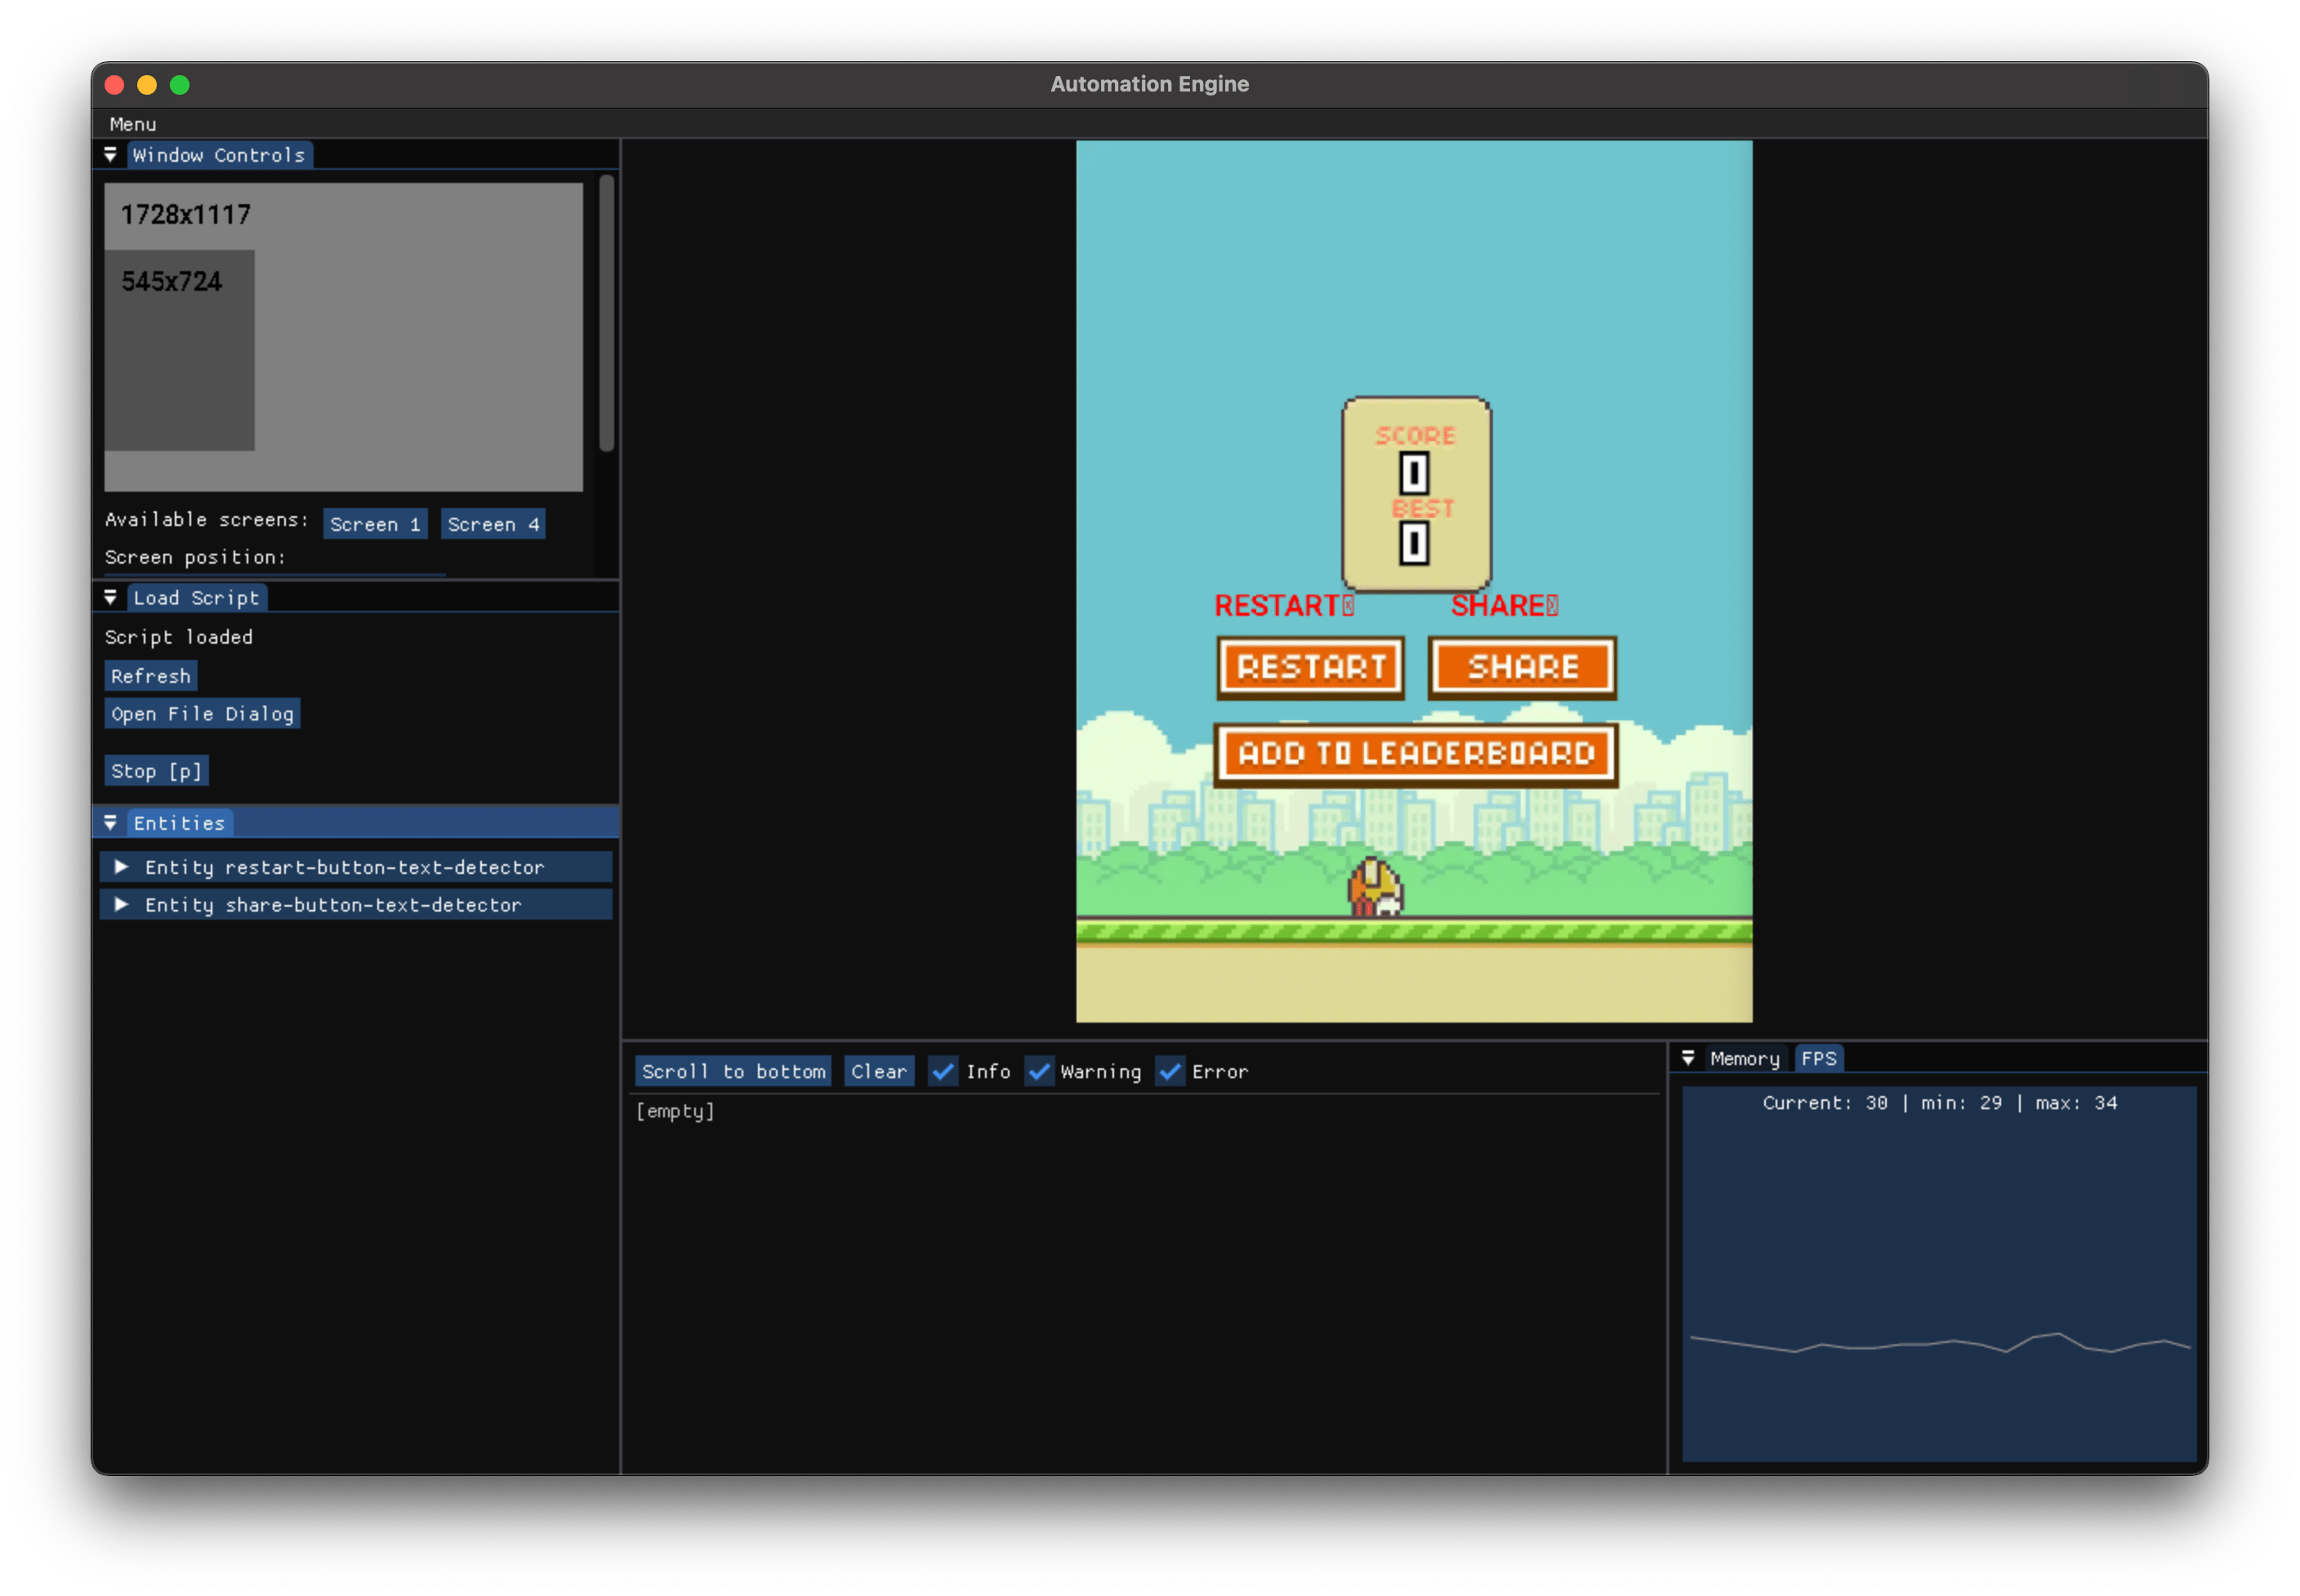 Automation Engine
Menu
Window Controls
1728x1117
545x724
Available screens: Screen 1 Screen 4
Screen position:
Load Script
Script loaded
Refresh
Open File Dialog
Stop [p]
Entities
Entity restart-button-text-detector
Entity share-button-text-detector
SCORE
0
BEST
0
RESTART SHARE
RESTART SHARE
ADD TO LEADERBOARD
Scroll to bottom Clear Info Warning Error
[empty]
Memory FPS
Current: 30 | min: 29 | max: 34